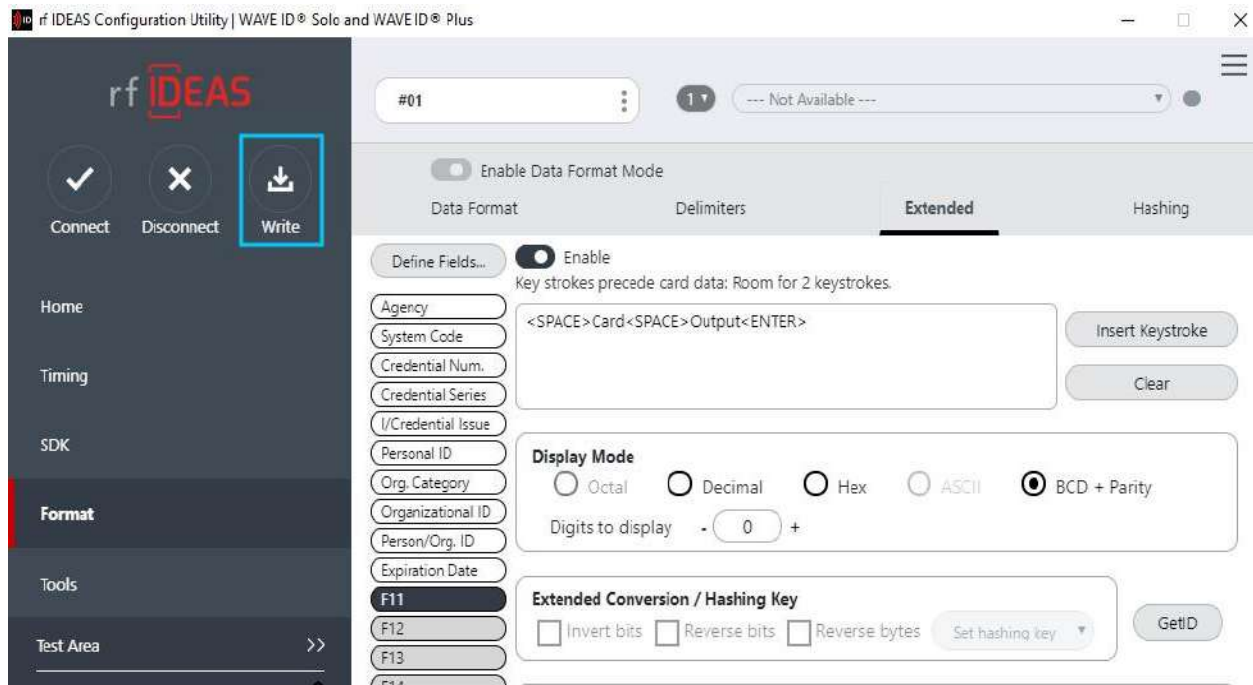 rf IDEAS Configuration Utility | WAVE ID® Solo and WAVE ID® Plus
rf IDEAS
Connect
Disconnect
Write
Home
Timing
SDK
Format
Tools
Test Area >>
#01
1
--- Not Available ---
Enable Data Format Mode
Data Format
Delimiters
Extended
Hashing
Define Fields...
Agency
System Code
Credential Num.
Credential Series
I/Credential Issue
Personal ID
Org. Category
Organizational ID
Person/Org. ID
Expiration Date
F11
F12
F13
F14
Enable
Key strokes precede card data: Room for 2 keystrokes.
<SPACE>Card<SPACE>Output<ENTER>
Insert Keystroke
Clear
Display Mode
Octal Decimal Hex ASCII BCD + Parity
Digits to display - 0 +
Extended Conversion / Hashing Key
Invert bits Reverse bits Reverse bytes Set hashing key
GetID